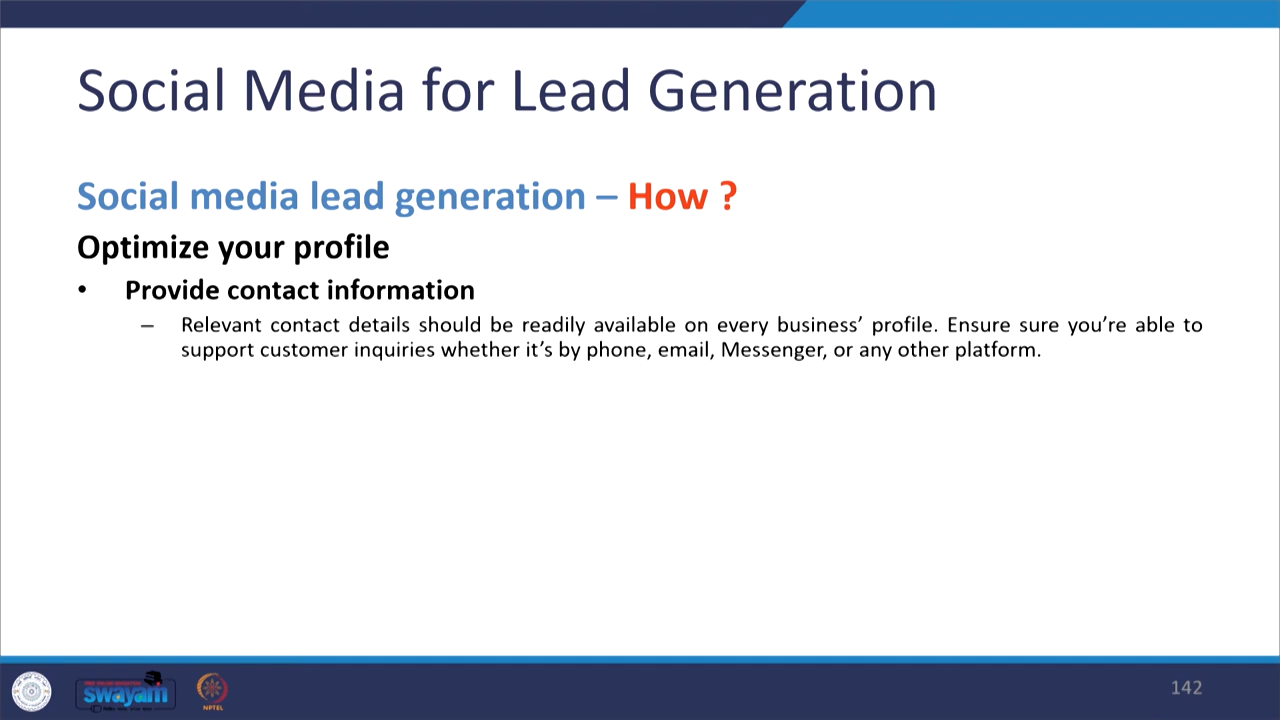 Social Media for Lead Generation
Social media lead generation – How ?
Optimize your profile
• Provide contact information
– Relevant contact details should be readily available on every business’ profile. Ensure sure you’re able to
support customer inquiries whether it’s by phone, email, Messenger, or any other platform.
swayam
NPTEL
142